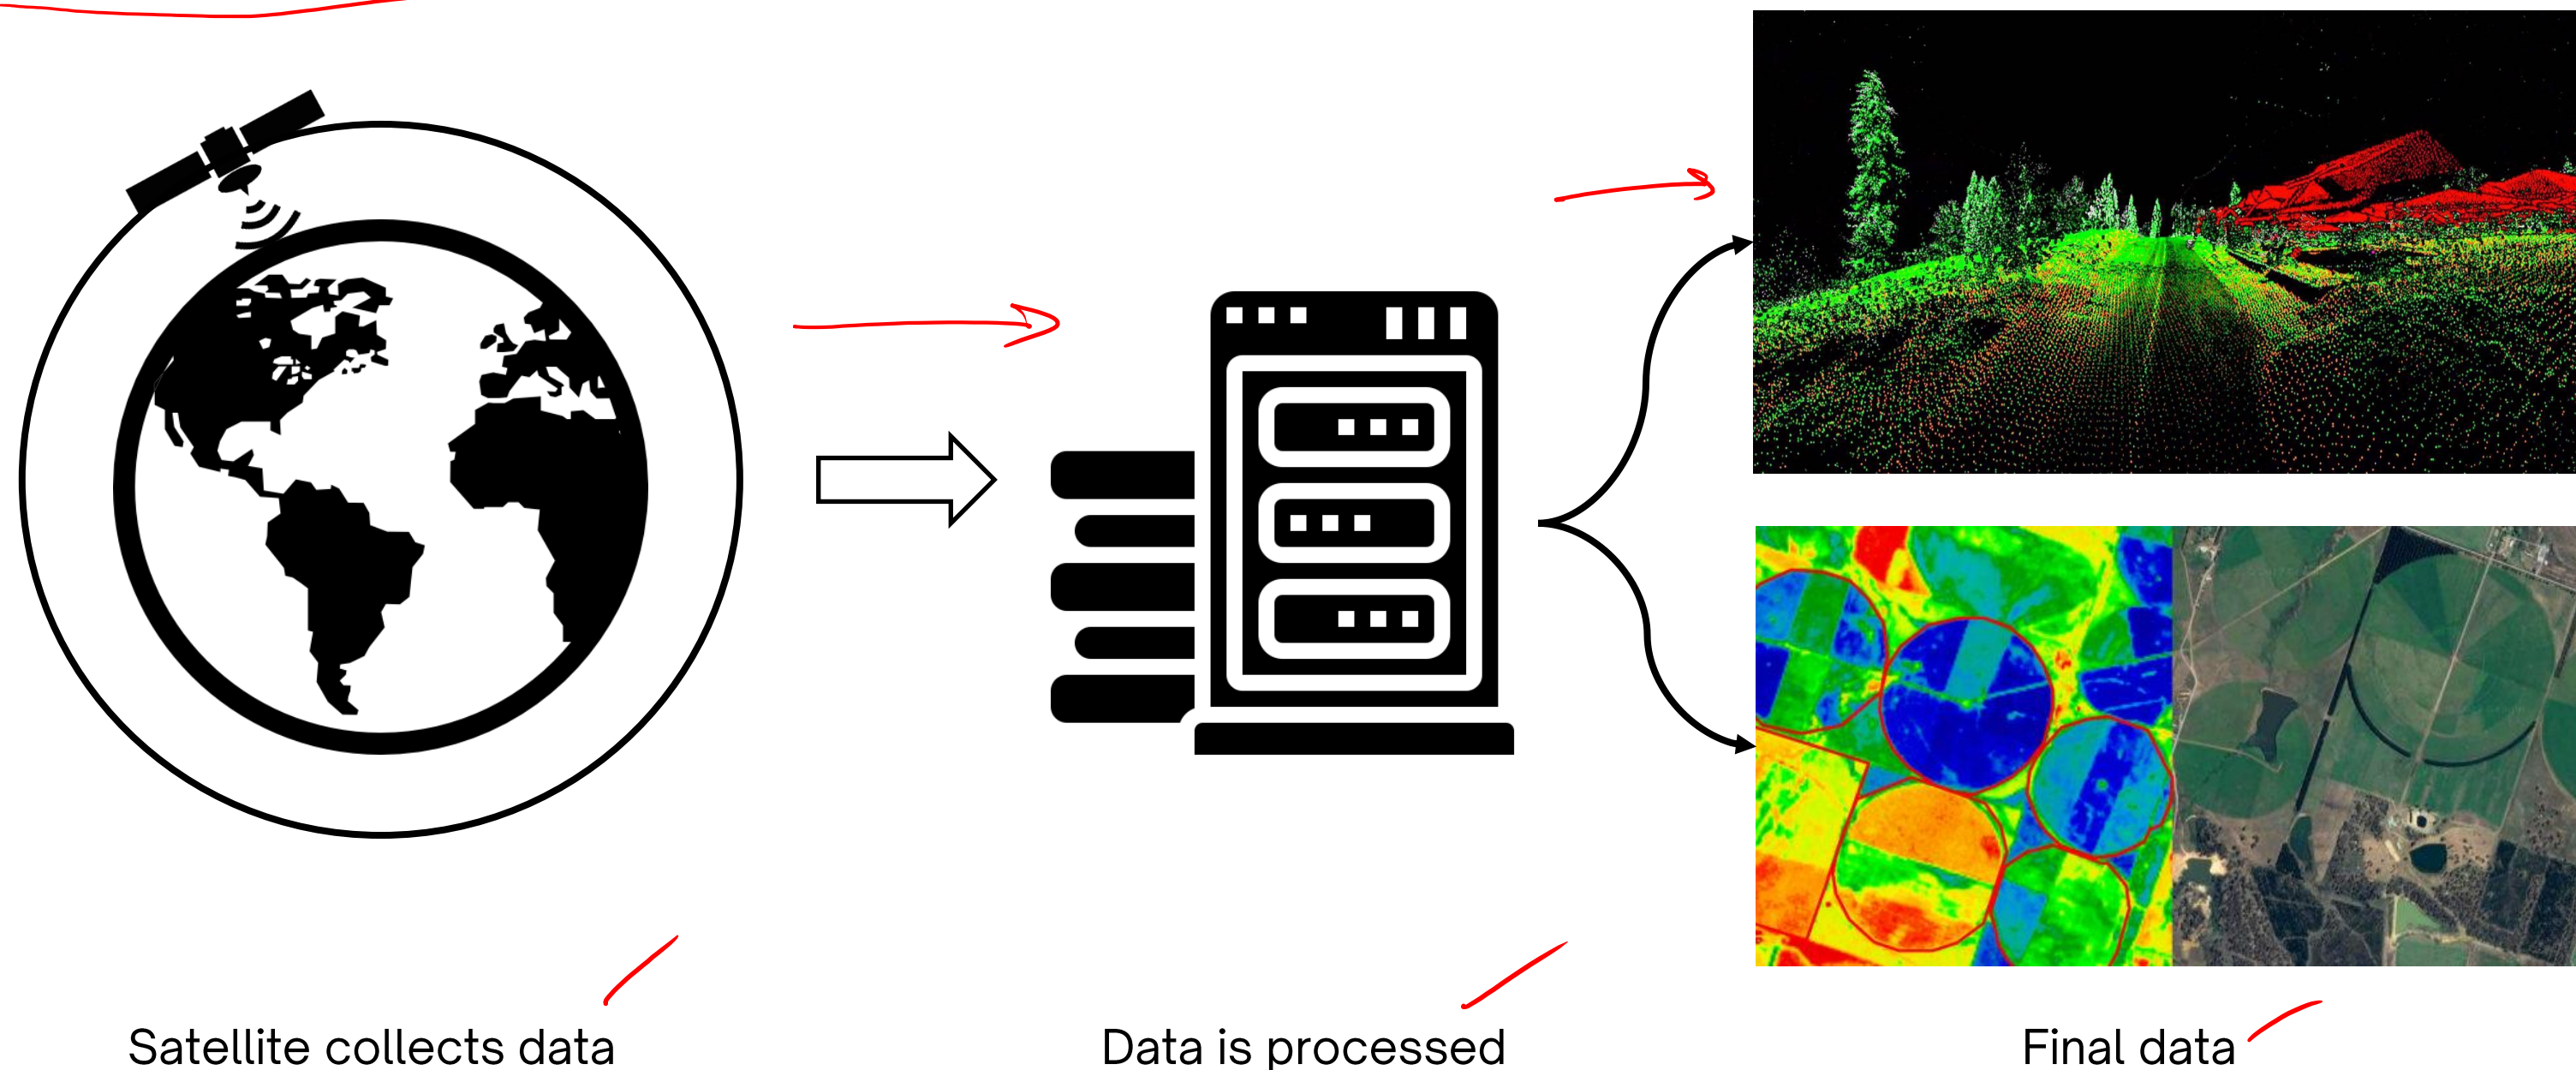 Satellite collects data
Data is processed
Final data